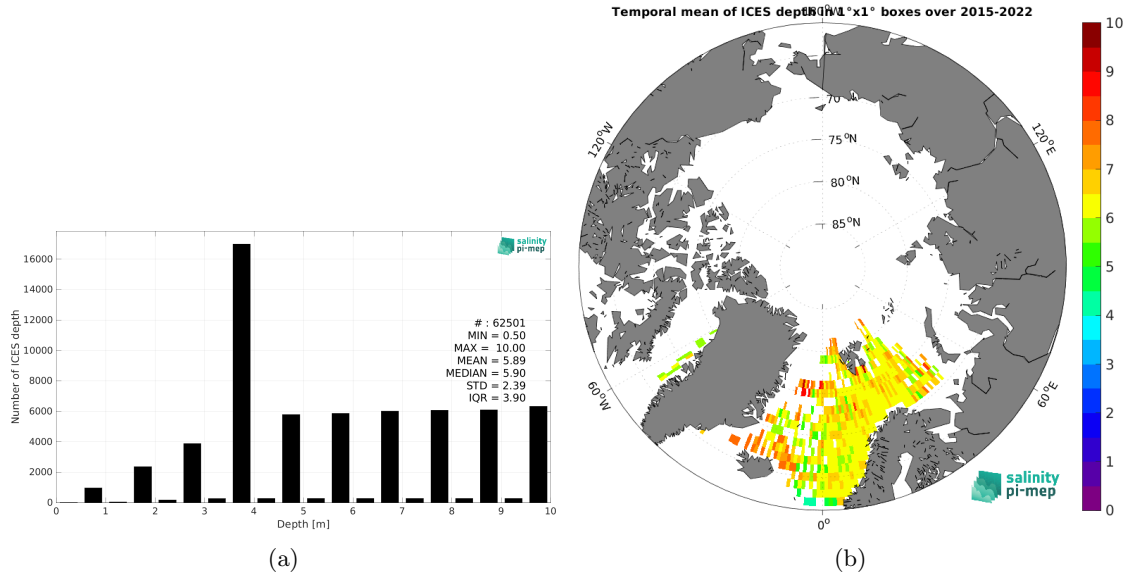 Temporal mean of ICES depth in 1°x1° boxes over 2015-2022
salinity
pi-mep
16000
14000
12000
10000
8000
6000
4000
2000
0
Number of ICES depth
# : 62501
MIN = 0.50
MAX = 10.00
MEAN = 5.89
MEDIAN = 5.90
STD = 2.39
IQR = 3.90
0 1 2 3 4 5 6 7 8 9 10
Depth [m]
(a)
180°W
120°W
120°E
60°W
60°E
0°
75°N
80°N
85°N
salinity
pi-mep
10
9
8
7
6
5
4
3
2
1
0
(b)